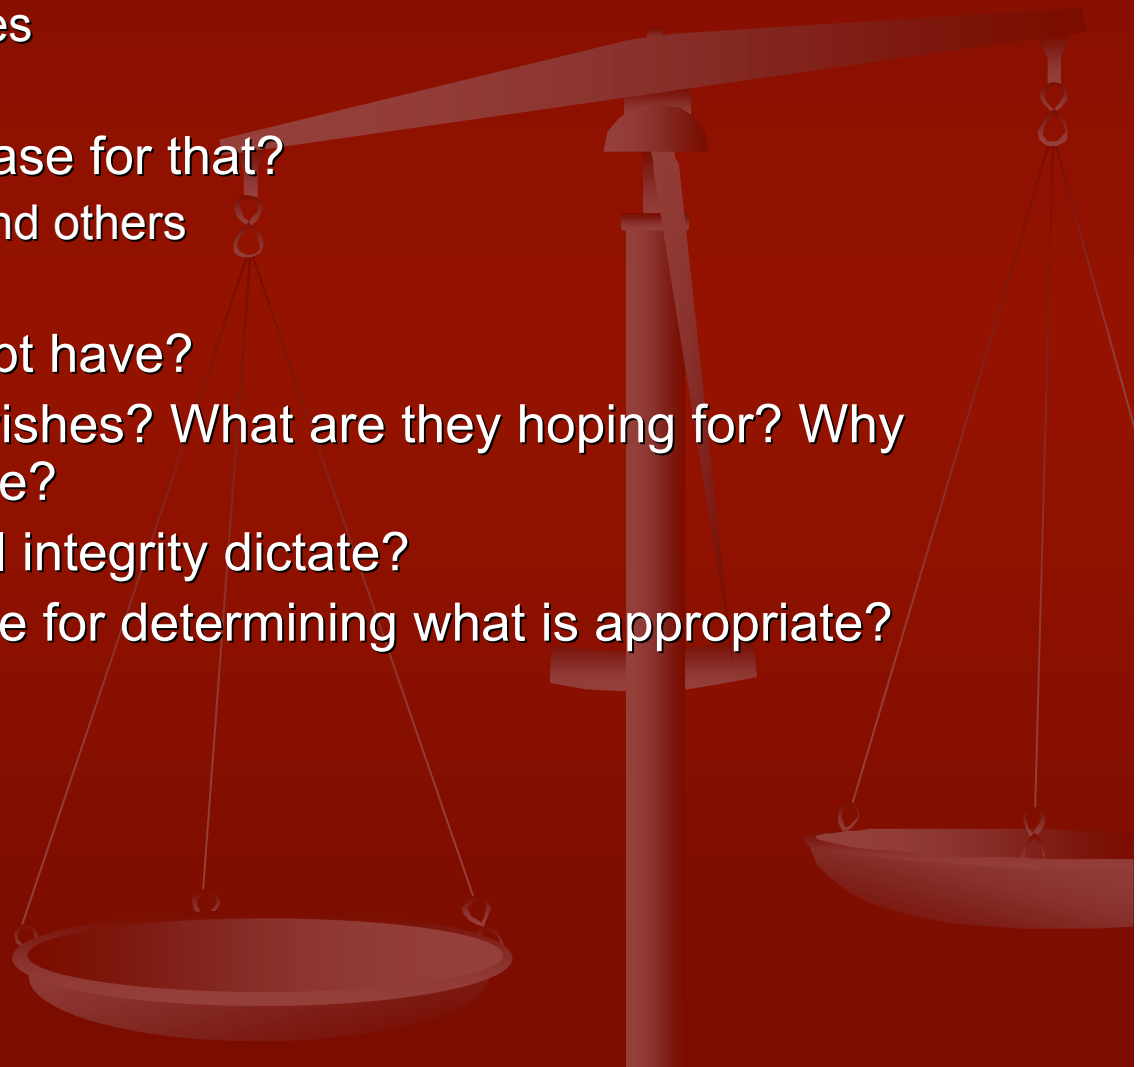 es
ase for that?
nd others
pt have?
ishes? What are they hoping for? Why
e?
integrity dictate?
e for determining what is appropriate?